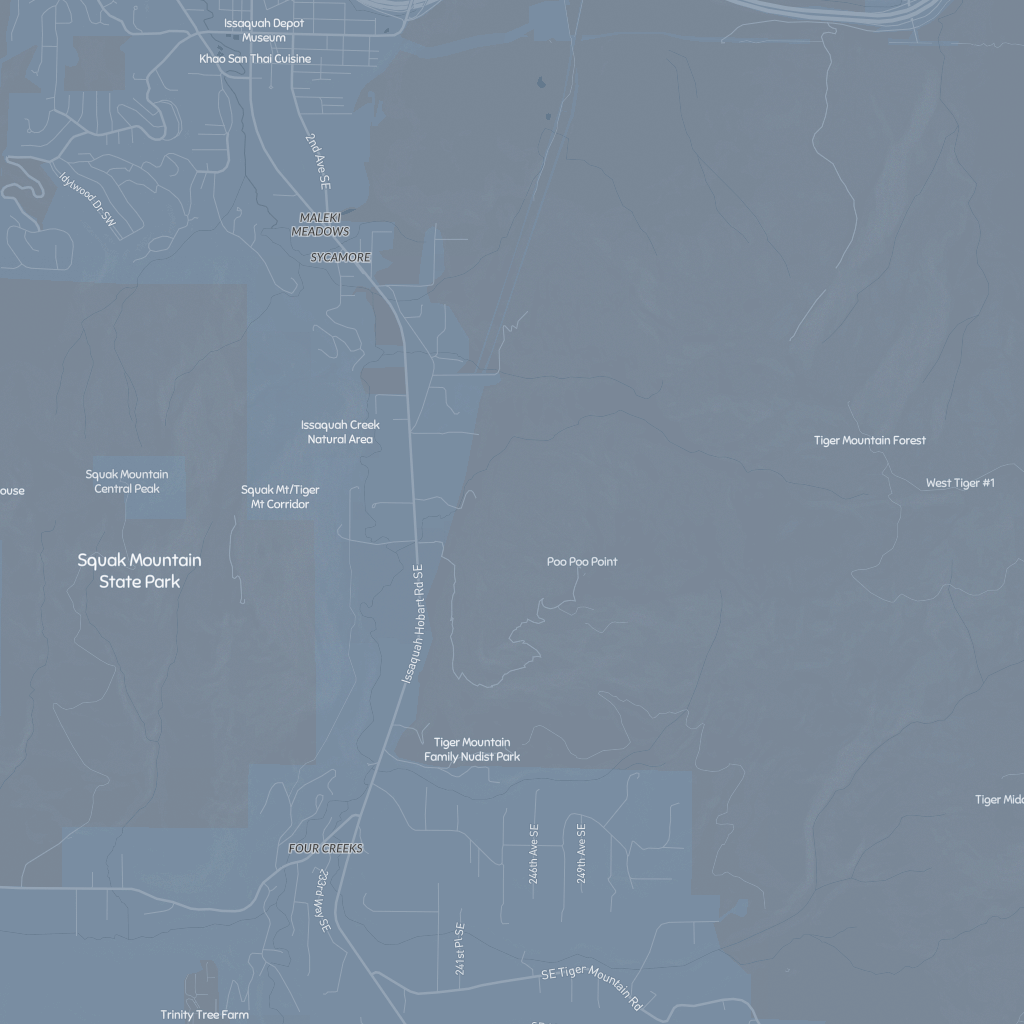 Issaquah Depot
Museum
Khao San Thai Cuisine
2nd Ave SE
Idylwood Dr SW
MALEKI
MEADOWS
SYCAMORE
Issaquah Creek
Natural Area
Tiger Mountain Forest
Squak Mountain
Central Peak
West Tiger #1
ouse
Squak Mt/Tiger
Mt Corridor
Squak Mountain
State Park
Poo Poo Point
Issaquah Hobart Rd SE
Tiger Mountain
Family Nudist Park
Tiger Midd
FOUR CREEKS
246th Ave SE
249th Ave SE
233rd Way SE
241st Pl SE
SE Tiger Mountain Rd
Trinity Tree Farm